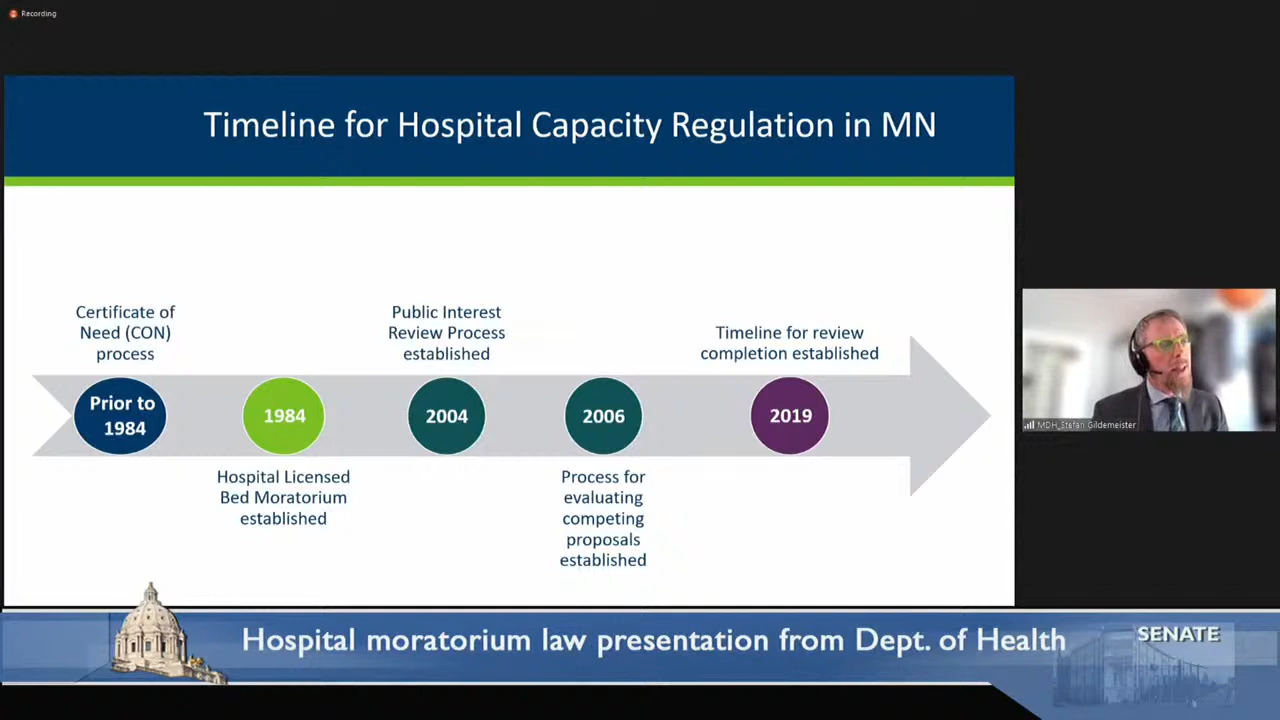 Recording
Timeline for Hospital Capacity Regulation in MN
Certificate of
Need (CON)
process
Public Interest
Review Process
established
Timeline for review
completion established
Prior to
1984
1984
2004
2006
2019
Hospital Licensed
Bed Moratorium
established
Process for
evaluating
competing
proposals
established
MDH_Stefan Gildemeister
Hospital moratorium law presentation from Dept. of Health
SENATE